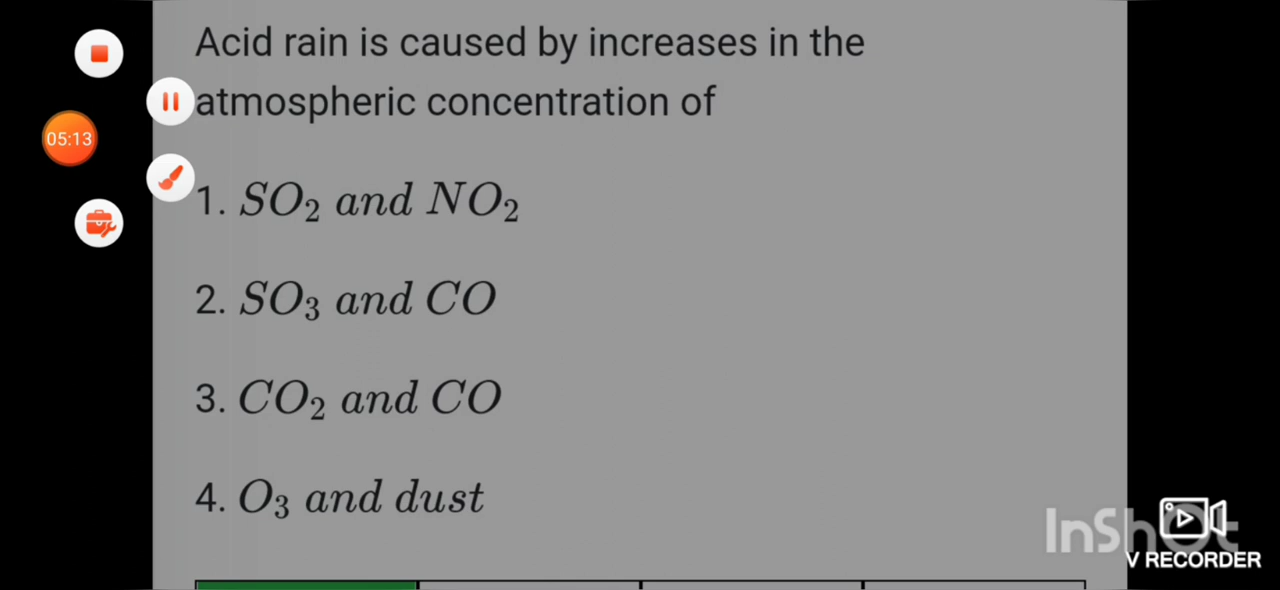 Acid rain is caused by increases in the
atmospheric concentration of
05:13
1. SO₂ and NO₂
2. SO₃ and CO
3. CO₂ and CO
4. O₃ and dust
InShOt
V RECORDER